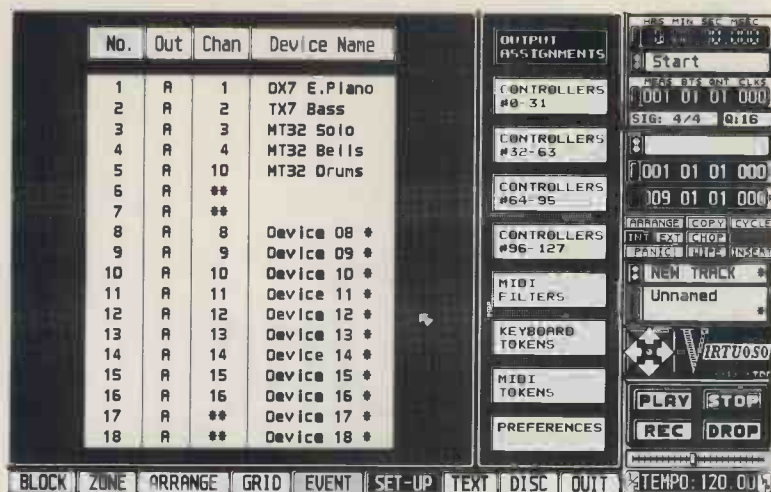 No. Out Chan Device Name
1 A 1 DX7 E.Piano
2 A 2 TX7 Bass
3 A 3 MT32 Solo
4 A 4 MT32 Bells
5 A 10 MT32 Drums
6 A **
7 A **
8 A 8 Device 08 *
9 A 9 Device 09 *
10 A 10 Device 10 *
11 A 11 Device 11 *
12 A 12 Device 12 *
13 A 13 Device 13 *
14 A 14 Device 14 *
15 A 15 Device 15 *
16 A 16 Device 16 *
17 A ** Device 17 *
18 A ** Device 18 *
OUTPUT
ASSIGNMENTS
CONTROLLERS
#0-31
CONTROLLERS
#32-63
CONTROLLERS
#64-95
CONTROLLERS
#96-127
MIDI
FILTERS
KEYBOARD
TOKENS
MIDI
TOKENS
PREFERENCES
HRS MIN SEC MSEC
Start
MEAS BTS QNT CLKS
001 01 01 000
SIG: 4/4 Q:16
001 01 01 000
009 01 01 000
ARRANGE COPY CYCLE
INT EXT CHOP
PANIC! WIPE INSERT
NEW TRACK *
Unnamed
*
VIRTUOSO
PLAY STOP
REC DROP
TEMPO:120.00
BLOCK ZONE ARRANGE GRID EVENT SET-UP TEXT DISC QUIT